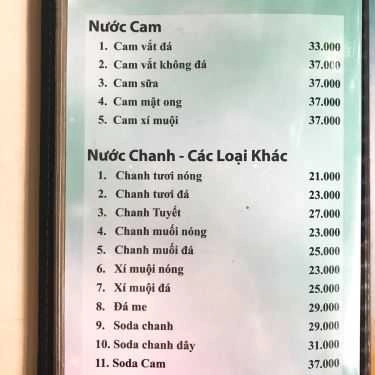 Nước Cam
1. Cam vắt đá 33.000
2. Cam vắt không đá 37.000
3. Cam sữa 37.000
4. Cam mật ong 37.000
5. Cam xí muội 37.000
Nước Chanh - Các Loại Khác
1. Chanh tươi nóng 21.000
2. Chanh tươi đá 23.000
3. Chanh Tuyết 27.000
4. Chanh muối nóng 23.000
5. Chanh muối đá 25.000
6. Xí muội nóng 23.000
7. Xí muội đá 25.000
8. Đá me 29.000
9. Soda chanh 29.000
10. Soda chanh dây 31.000
11. Soda Cam 37.000